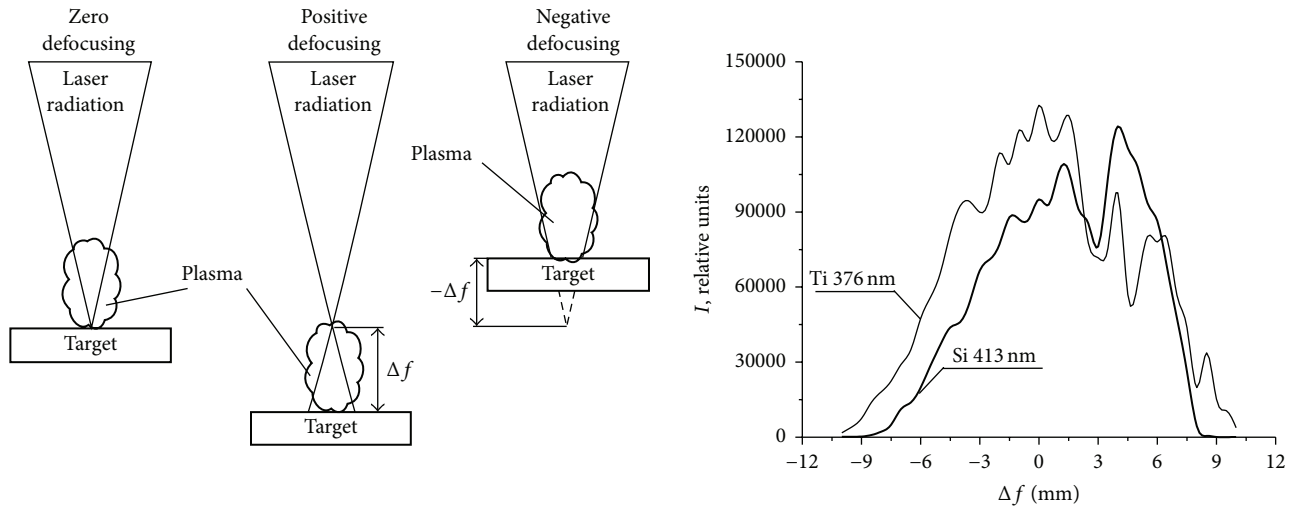 Zero
defocusing
Laser
radiation
Target
Plasma
Positive
defocusing
Laser
radiation
Δf
Target
Negative
defocusing
Laser
radiation
Plasma
Target
−Δf
I, relative units
150000
120000
90000
60000
30000
0
Ti 376 nm
Si 413 nm
−12 −9 −6 −3 0 3 6 9 12
Δf (mm)